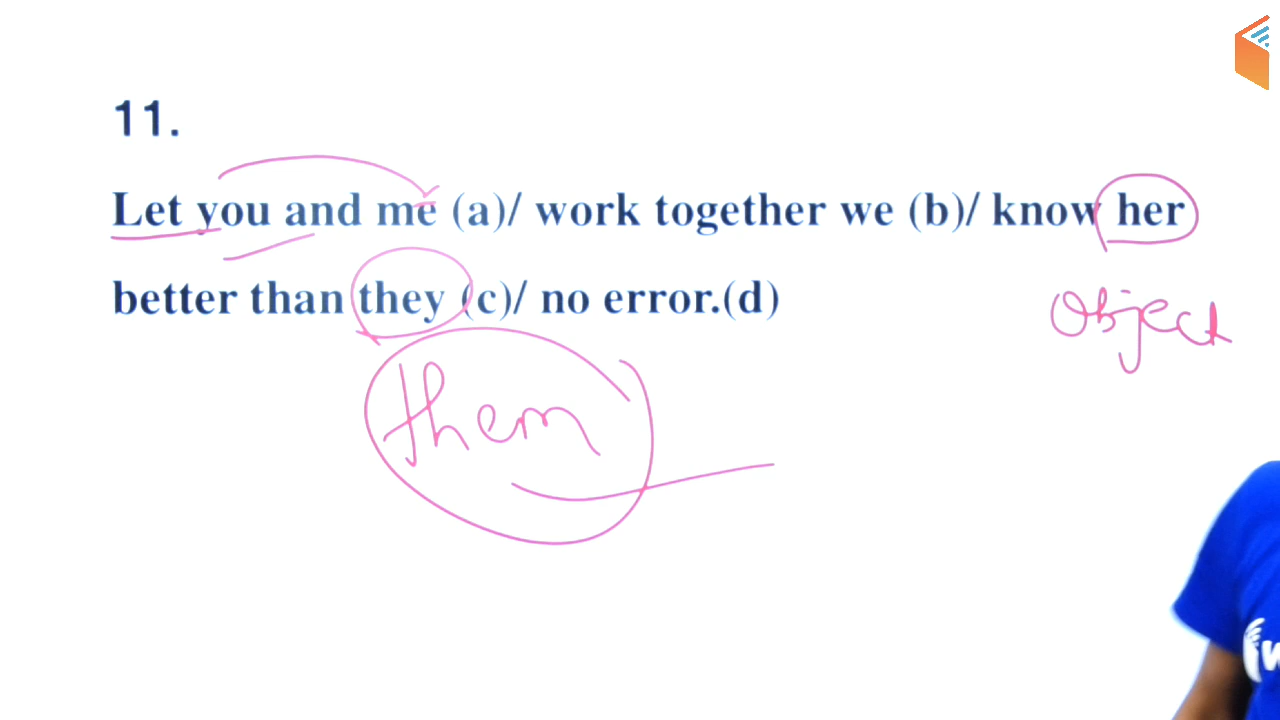 11.
Let you and me (a)/ work together we (b)/ know her
better than they (c)/ no error.(d)
Object
them